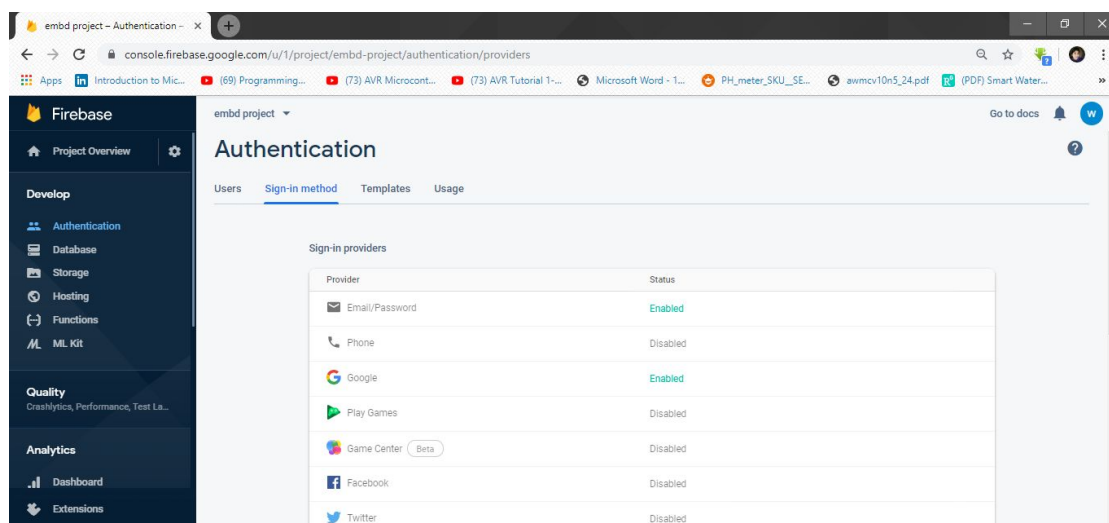 embd project – Authentication –
console.firebase.google.com/u/1/project/embd-project/authentication/providers
Apps Introduction to Mic... (69) Programming... (73) AVR Microcont... (73) AVR Tutorial 1-... Microsoft Word - 1... PH_meter_SKU__SE... awmcv10n5_24.pdf (PDF) Smart Water... »
Firebase
embd project
Go to docs
W
Project Overview
Authentication
Users Sign-in method Templates Usage
Develop
Authentication
Database
Storage
Hosting
Functions
ML Kit
Quality
Crashlytics, Performance, Test La...
Analytics
Dashboard
Extensions
Sign-in providers
Provider Status
Email/Password Enabled
Phone Disabled
Google Enabled
Play Games Disabled
Game Center Beta Disabled
Facebook Disabled
Twitter Disabled